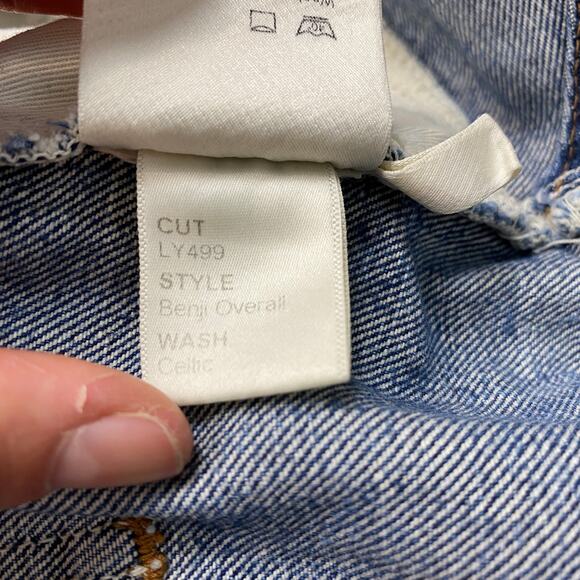 CUT
LY499
STYLE
Benji Overall
WASH
Celtic